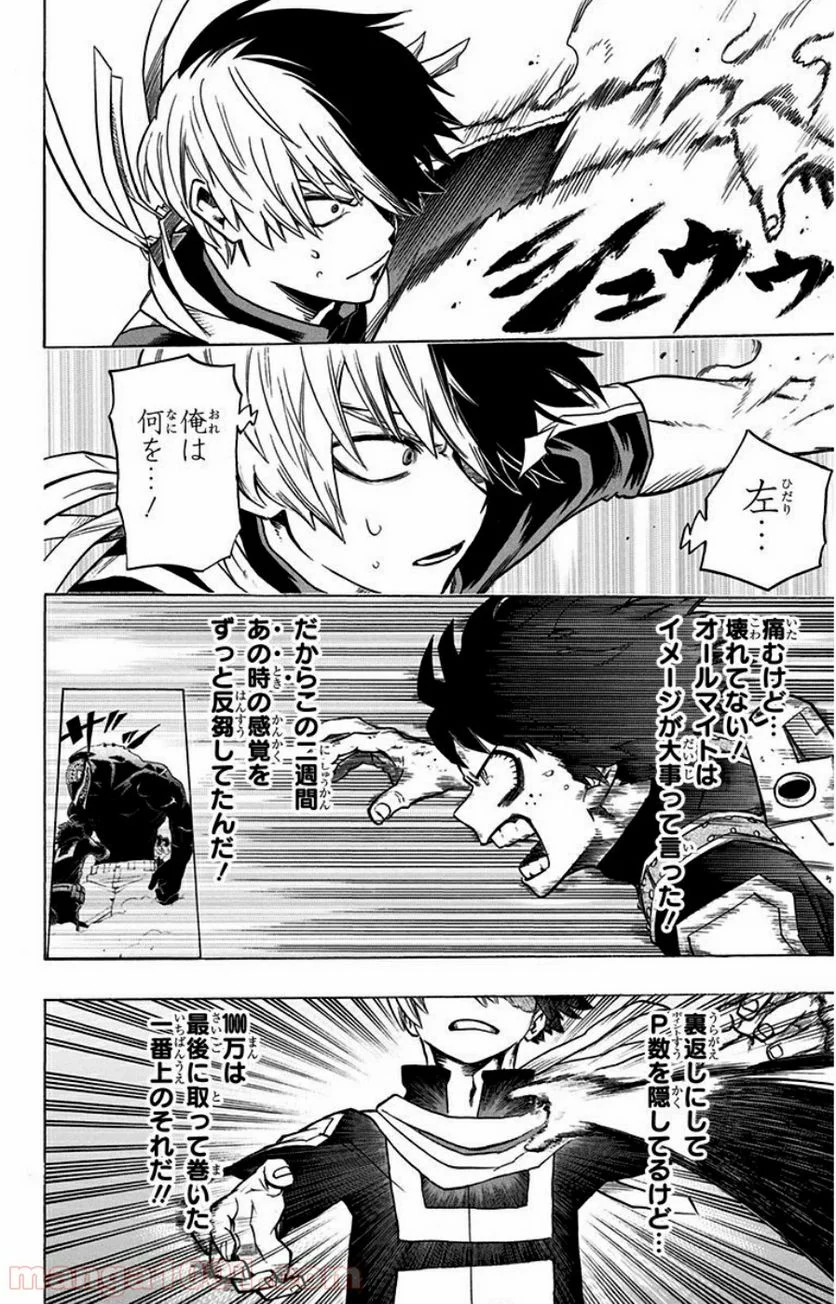 シュウゥ
左…
俺は
何を…！
痛むけど…
壊れてない！
オールマイトは
イメージが大事って言った！！
だからこの二週間
あの時の感覚を
ずっと反芻してたんだ！
裏返しにして
P数を隠してるけど…
1000万は
最後に取って巻いた
一番上のそれだ！！